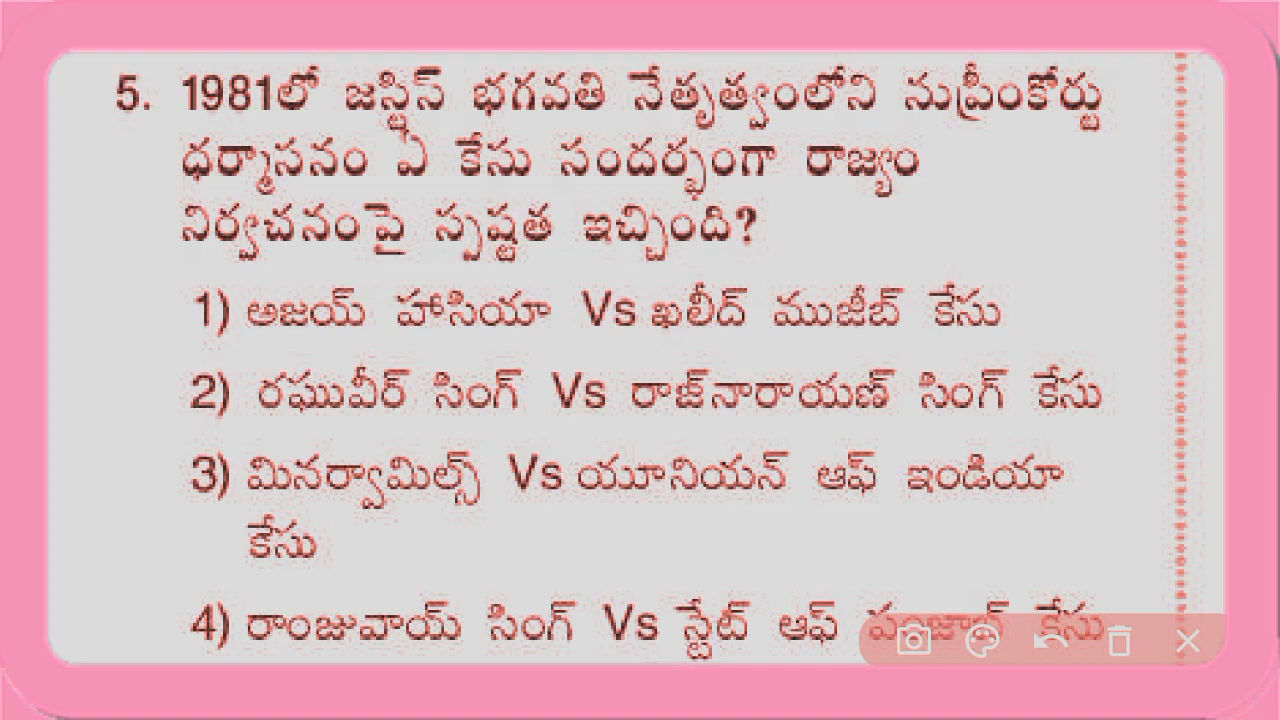 5. 1981లో జస్టిస్ భగవతి నేతృత్వంలోని సుప్రీంకోర్టు
ధర్మాసనం ఏ కేసు సందర్భంగా రాజ్యం
నిర్వచనంపై స్పష్టత ఇచ్చింది?
1) అజయ్ హాసియా Vs ఖలీద్ ముజీబ్ కేసు
2) రఘువీర్ సింగ్ Vs రాజ్‌నారాయణ్ సింగ్ కేసు
3) మినర్వామిల్స్ Vs యూనియన్ ఆఫ్ ఇండియా
కేసు
4) రాంజువాయ్ సింగ్ Vs స్టేట్ ఆఫ్ పంజాబ్ కేసు